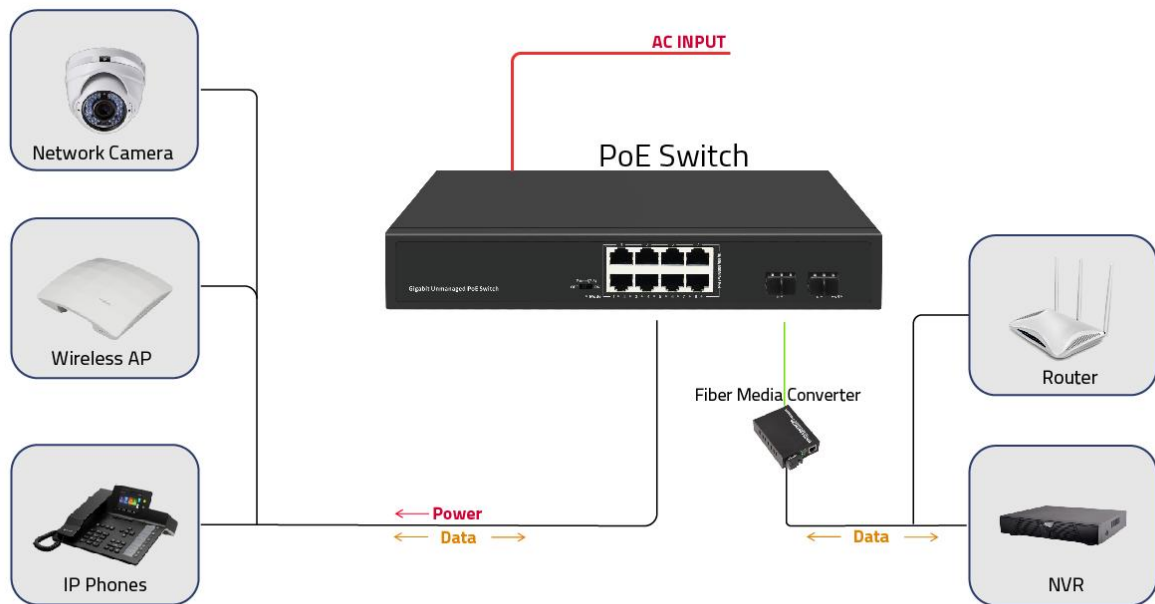 AC INPUT
PoE Switch
Network Camera
Gigabit Unmanaged PoE Switch
Wireless AP
Router
Fiber Media Converter
Power
Data
Data
IP Phones
NVR